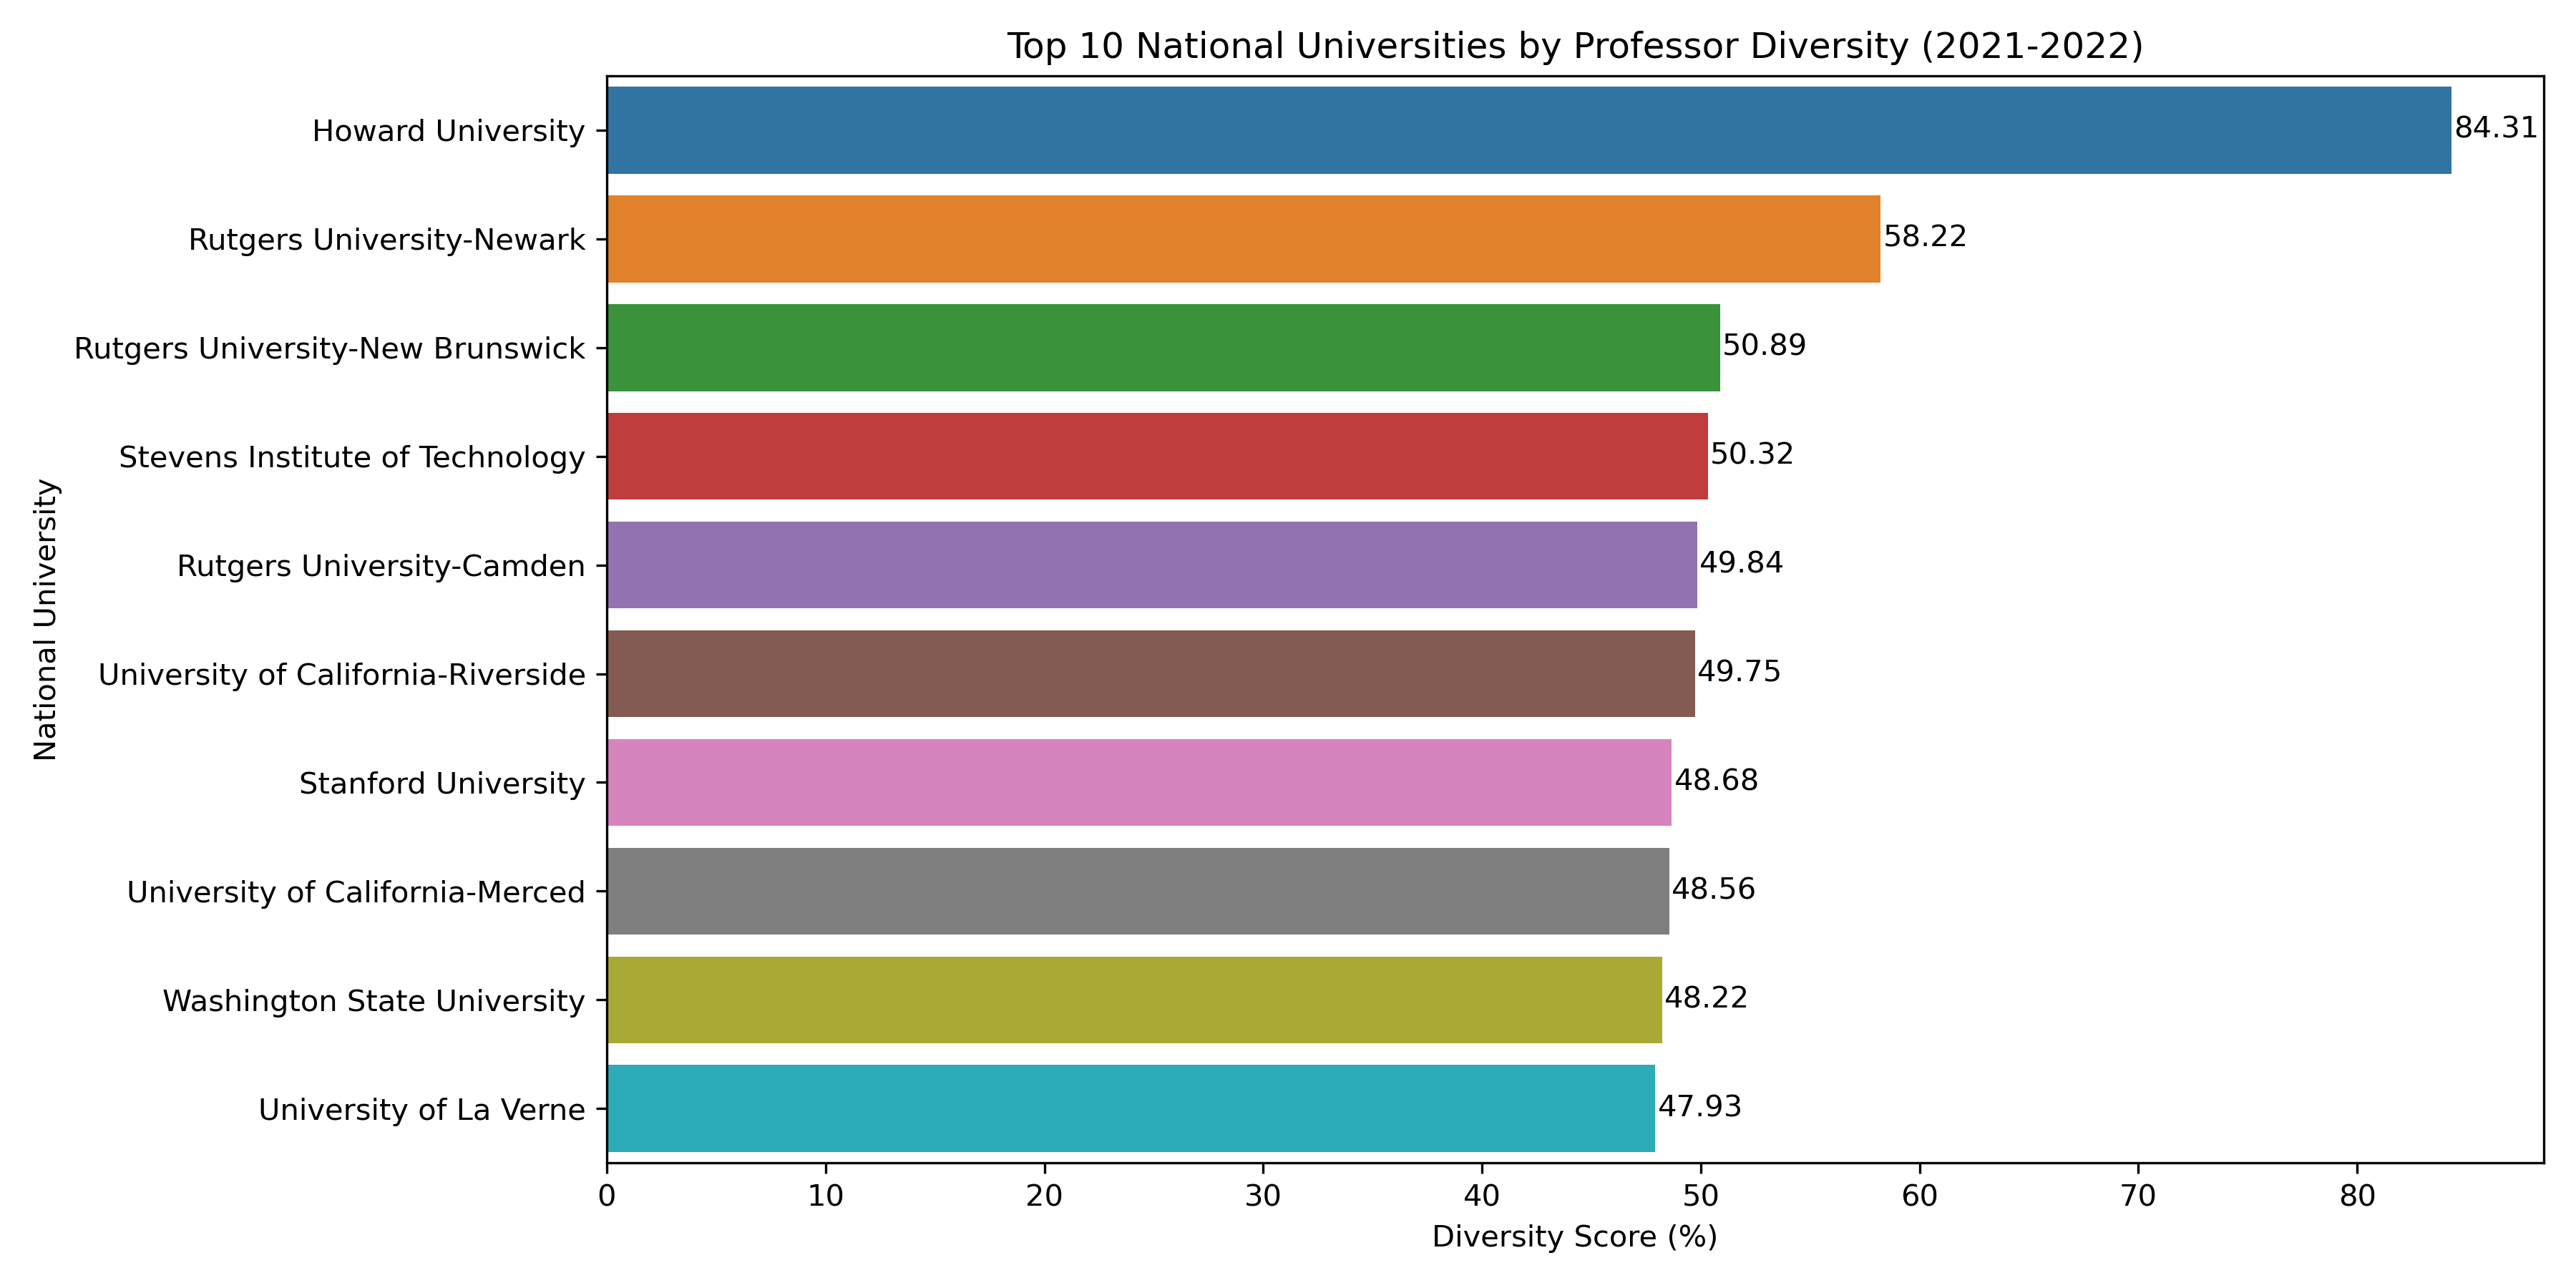 Top 10 National Universities by Professor Diversity (2021-2022)
National University
Howard University
84.31
Rutgers University-Newark
58.22
Rutgers University-New Brunswick
50.89
Stevens Institute of Technology
50.32
Rutgers University-Camden
49.84
University of California-Riverside
49.75
Stanford University
48.68
University of California-Merced
48.56
Washington State University
48.22
University of La Verne
47.93
0 10 20 30 40 50 60 70 80
Diversity Score (%)